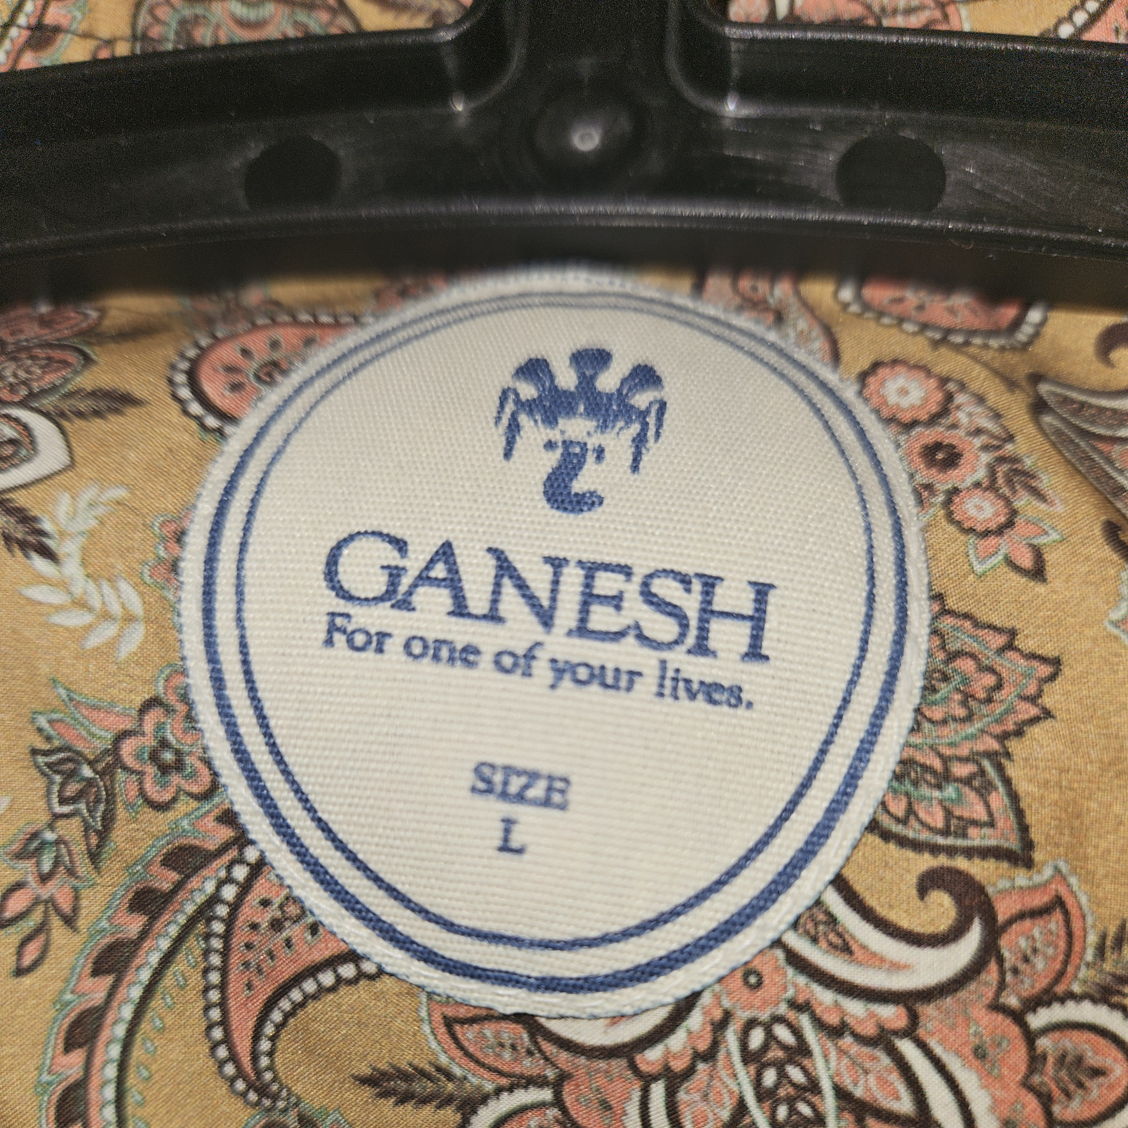 GANESH
For one of your lives.
SIZE
L